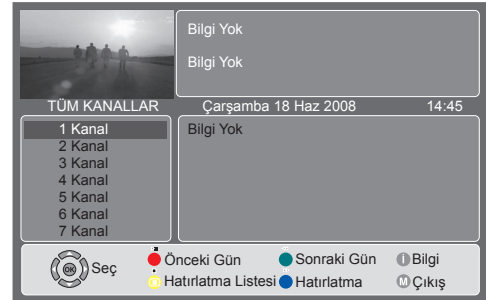 Bilgi Yok
Bilgi Yok
TÜM KANALLAR Çarşamba 18 Haz 2008 14:45
1 Kanal
2 Kanal
3 Kanal
4 Kanal
5 Kanal
6 Kanal
7 Kanal
Bilgi Yok
OK Seç
Önceki Gün Sonraki Gün i Bilgi
Hatırlatma Listesi Hatırlatma M Çıkış